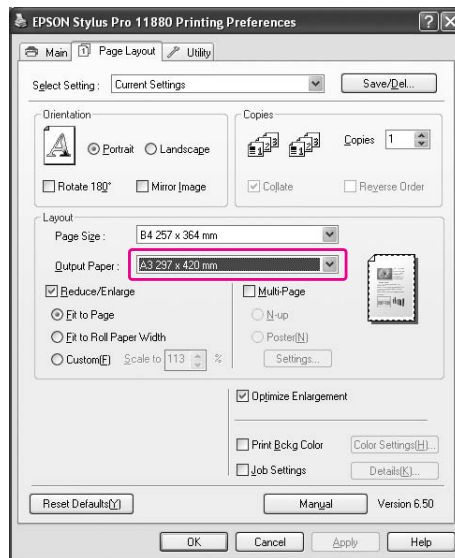 EPSON Stylus Pro 11880 Printing Preferences
Main Page Layout Utility
Select Setting : Current Settings Save/Del...
Orientation Copies
A Portrait Landscape Copies 1
Rotate 180° Mirror Image Collate Reverse Order
Layout
Page Size : B4 257 x 364 mm
Output Paper : A3 297 x 420 mm
Reduce/Enlarge Multi-Page
Fit to Page N-up
Fit to Roll Paper Width Poster(N)
Custom(F) Scale to 113 % Settings...
Optimize Enlargement
Print Bckg Color Color Settings(H)...
Job Settings Details(K)...
Reset Defaults(Y) Manual Version 6.50
OK Cancel Apply Help